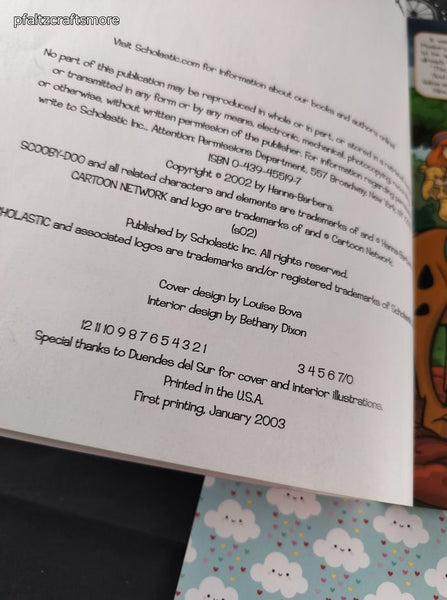 pfaltzcraftsmore
Visit Scholastic.com for information about our books and authors online
No part of this publication may be reproduced in whole or in part, or stored in a
or transmitted in any form or by any means, electronic, mechanical, photocopying,
or otherwise, without written permission of the publisher. For information regarding
write to Scholastic Inc., Attention: Permissions Department, 557 Broadway, New York,
ISBN 0-439-45519-7
Copyright © 2002 by Hanna-Barbera.
SCOOBY-DOO and all related characters and elements are trademarks of and ©
CARTOON NETWORK and logo are trademarks of and © Cartoon Network.
(s02)
Published by Scholastic Inc. All rights reserved.
SCHOLASTIC and associated logos are trademarks and/or registered trademarks of
Cover design by Louise Bova
Interior design by Bethany Dixon
12 11 10 9 8 7 6 5 4 3 2 1 3 4 5 6 7/0
Special thanks to Duendes del Sur for cover and interior illustrations.
Printed in the U.S.A.
First printing, January 2003